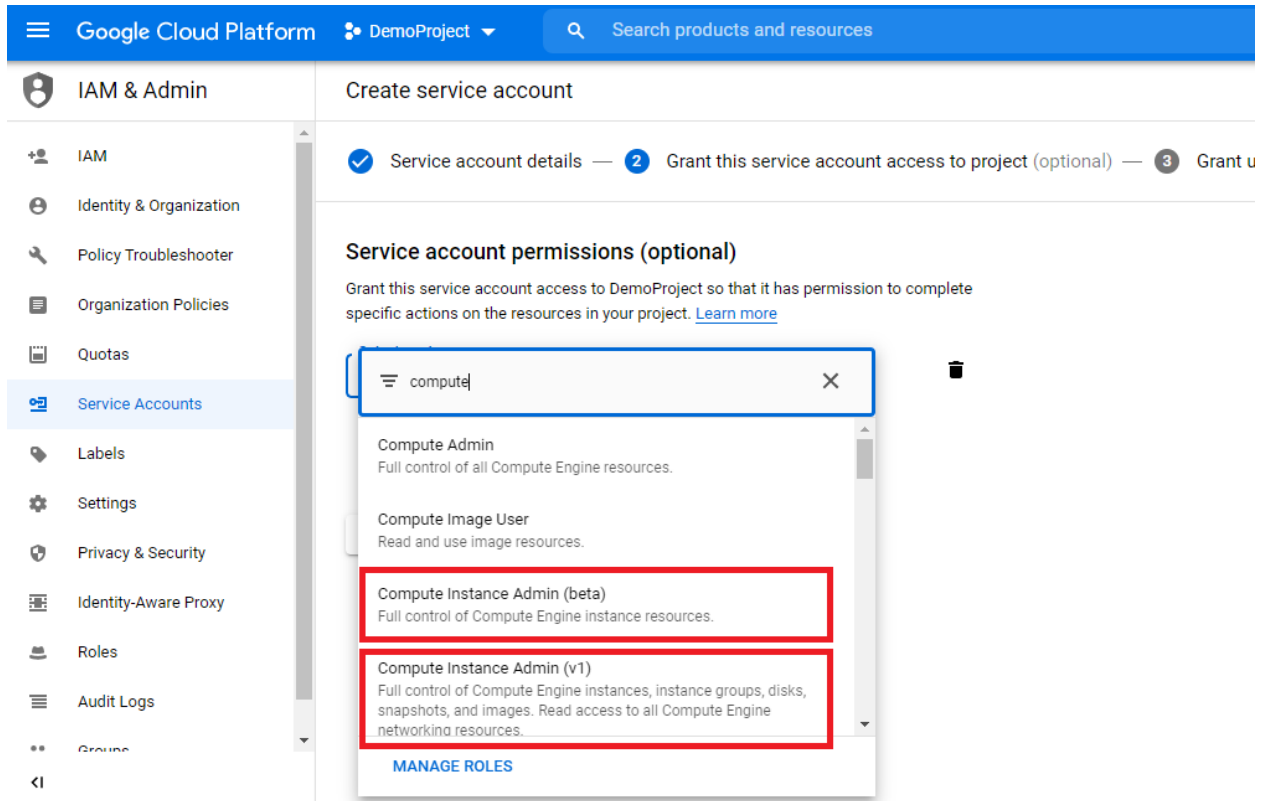 Google Cloud Platform
DemoProject
Search products and resources
IAM & Admin
Create service account
IAM
Identity & Organization
Policy Troubleshooter
Organization Policies
Quotas
Service Accounts
Labels
Settings
Privacy & Security
Identity-Aware Proxy
Roles
Audit Logs
Groups
Service account details — 2 Grant this service account access to project (optional) — 3 Grant u
Service account permissions (optional)
Grant this service account access to DemoProject so that it has permission to complete
specific actions on the resources in your project. Learn more
compute
Compute Admin
Full control of all Compute Engine resources.
Compute Image User
Read and use image resources.
Compute Instance Admin (beta)
Full control of Compute Engine instance resources.
Compute Instance Admin (v1)
Full control of Compute Engine instances, instance groups, disks,
snapshots, and images. Read access to all Compute Engine
networking resources.
MANAGE ROLES